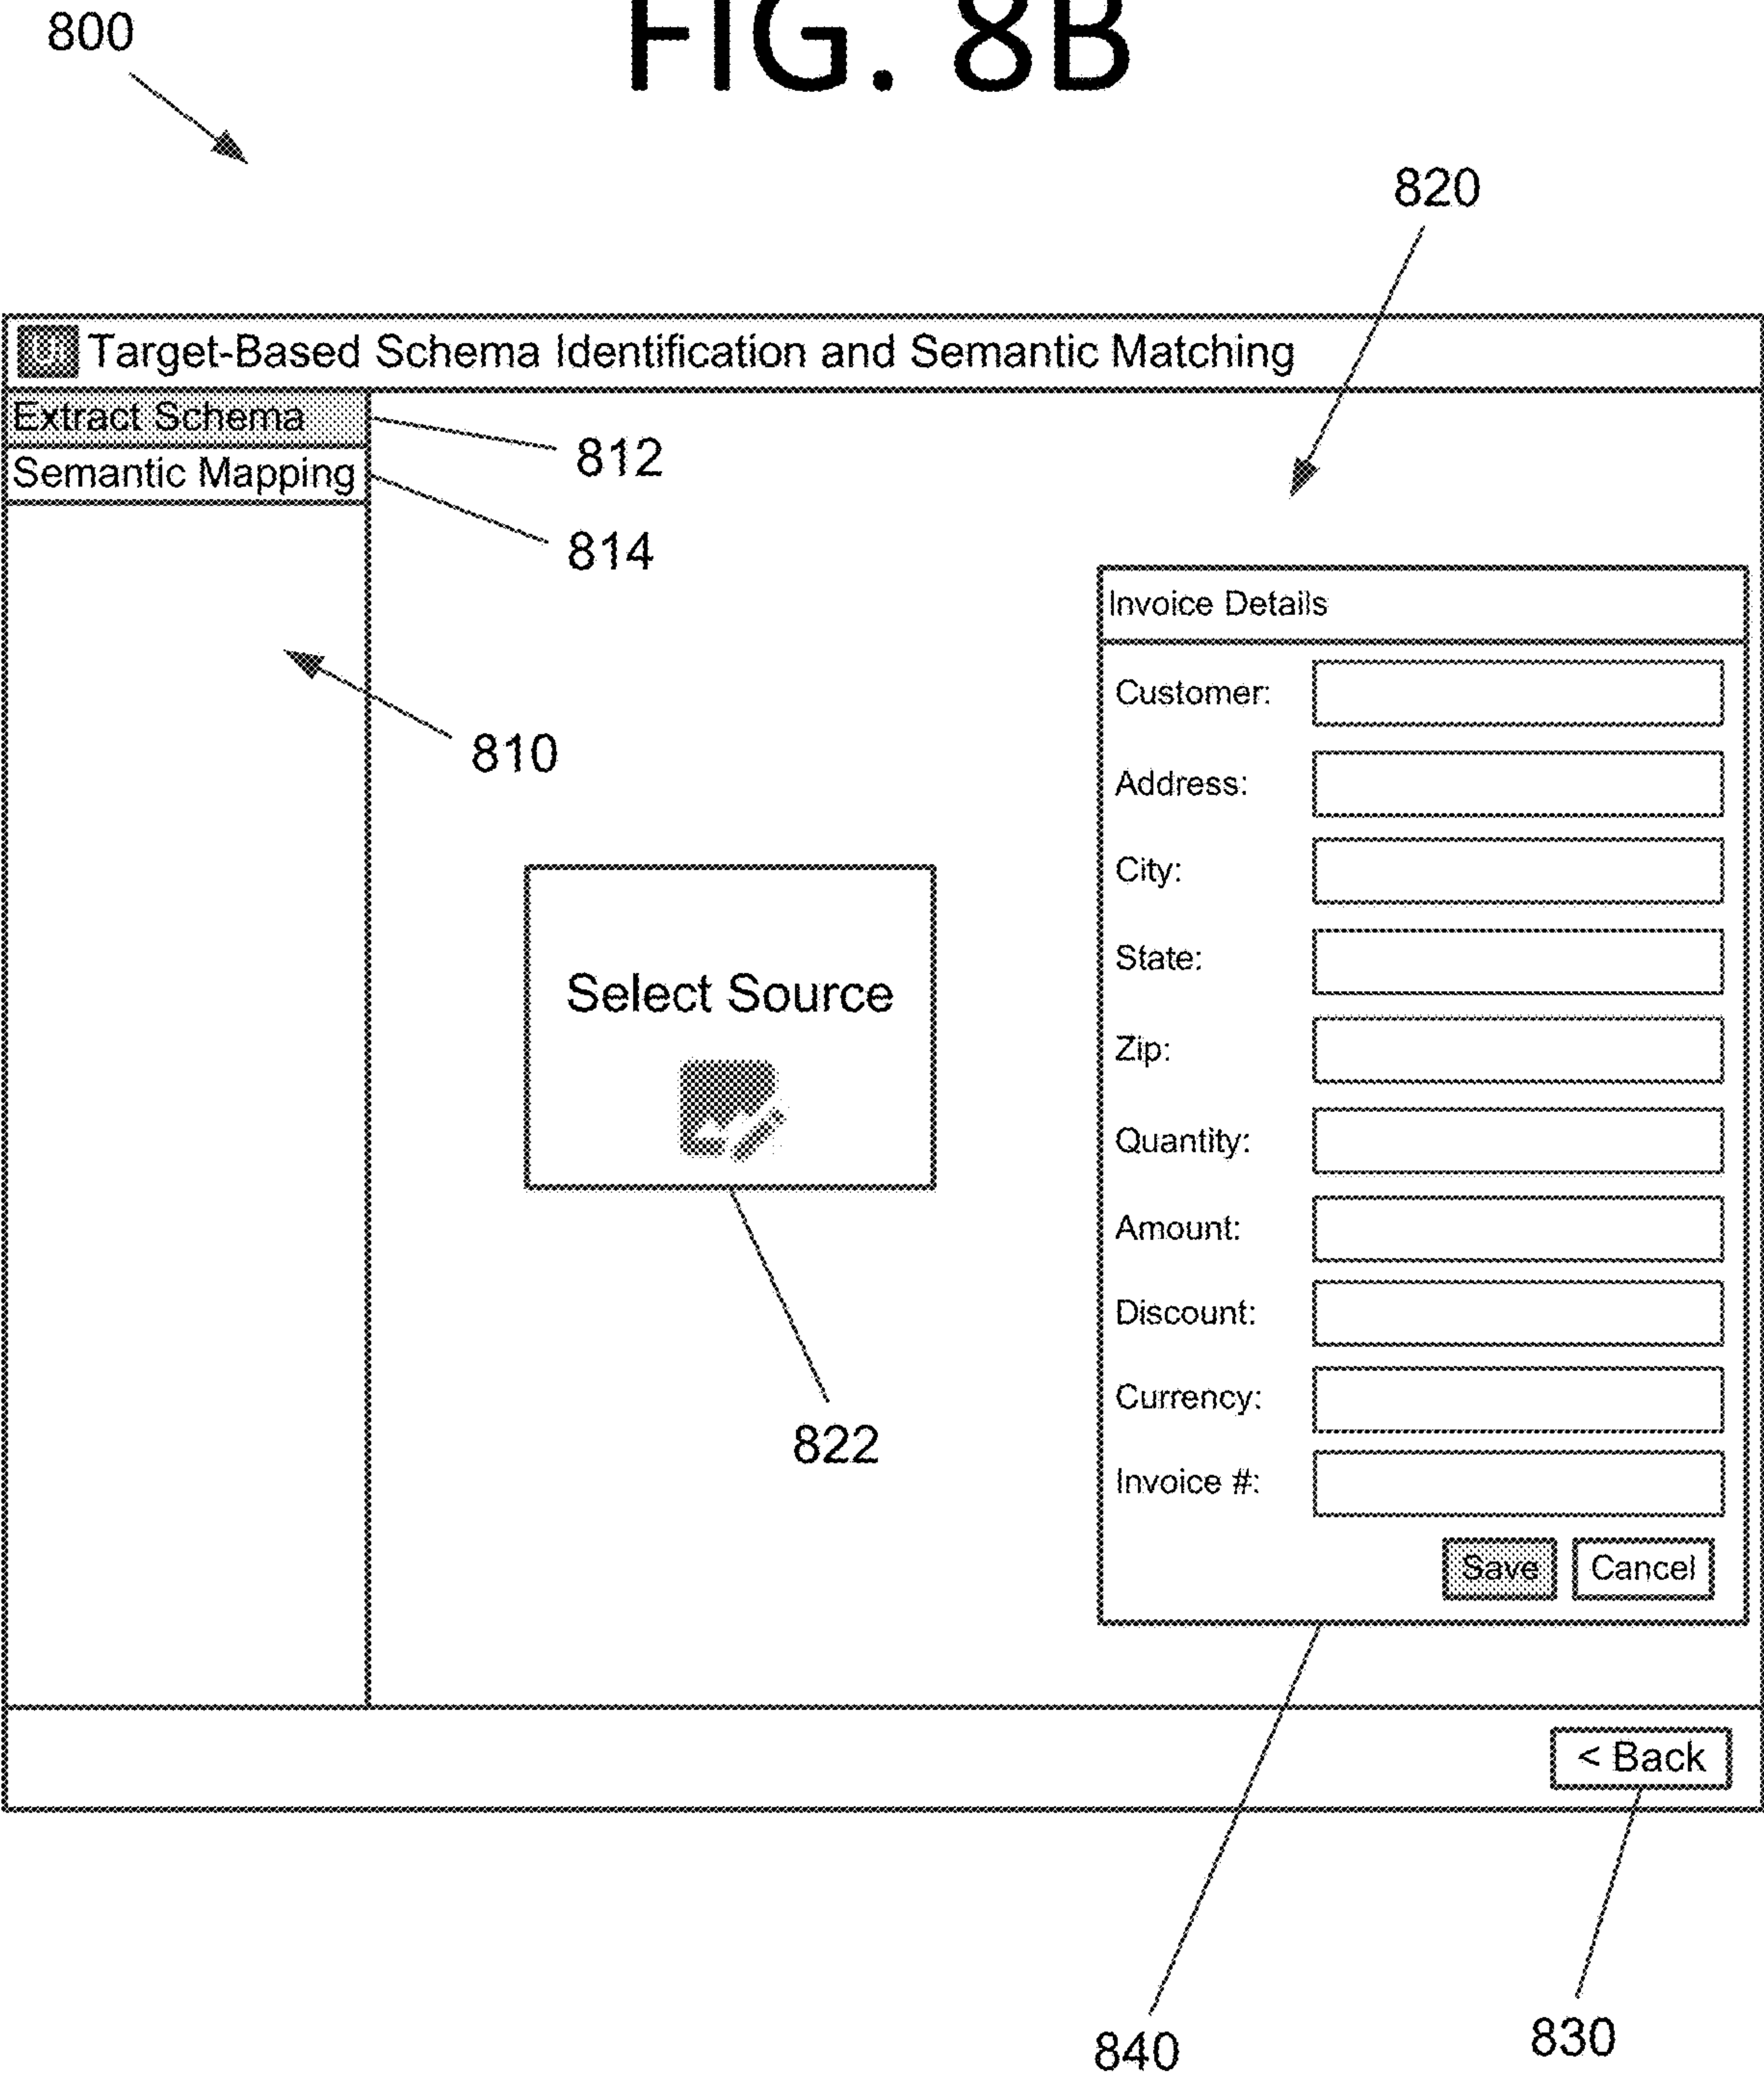 FIG. 8B
800
820
Ui Target-Based Schema Identification and Semantic Matching
Extract Schema
812
Semantic Mapping
814
810
Invoice Details
Customer:
Address:
City:
State:
Zip:
Quantity:
Amount:
Discount:
Currency:
Invoice #:
Save Cancel
Select Source
822
< Back
840
830